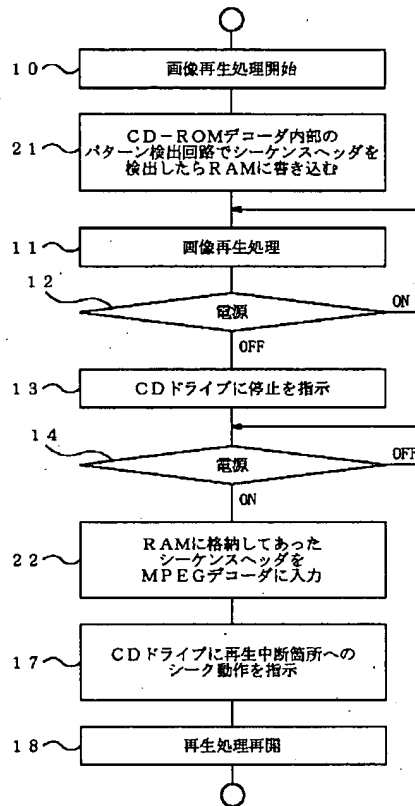 10
画像再生処理開始
21
CD-ROMデコーダ内部の
パターン検出回路でシーケンスヘッダを
検出したらRAMに書き込む
11
画像再生処理
12
電源
ON
OFF
13
CDドライブに停止を指示
14
電源
OFF
ON
22
RAMに格納してあった
シーケンスヘッダを
MPEGデコーダに入力
17
CDドライブに再生中断箇所への
シーク動作を指示
18
再生処理再開